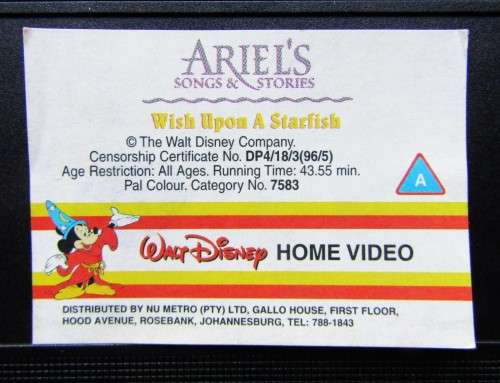 ARIEL'S
SONGS & STORIES
Wish Upon A Starfish
© The Walt Disney Company.
Censorship Certificate No. DP4/18/3(96/5)
Age Restriction: All Ages. Running Time: 43.55 min.
Pal Colour. Category No. 7583
A
WALT DISNEY HOME VIDEO
DISTRIBUTED BY NU METRO (PTY) LTD, GALLO HOUSE, FIRST FLOOR,
HOOD AVENUE, ROSEBANK, JOHANNESBURG, TEL: 788-1843